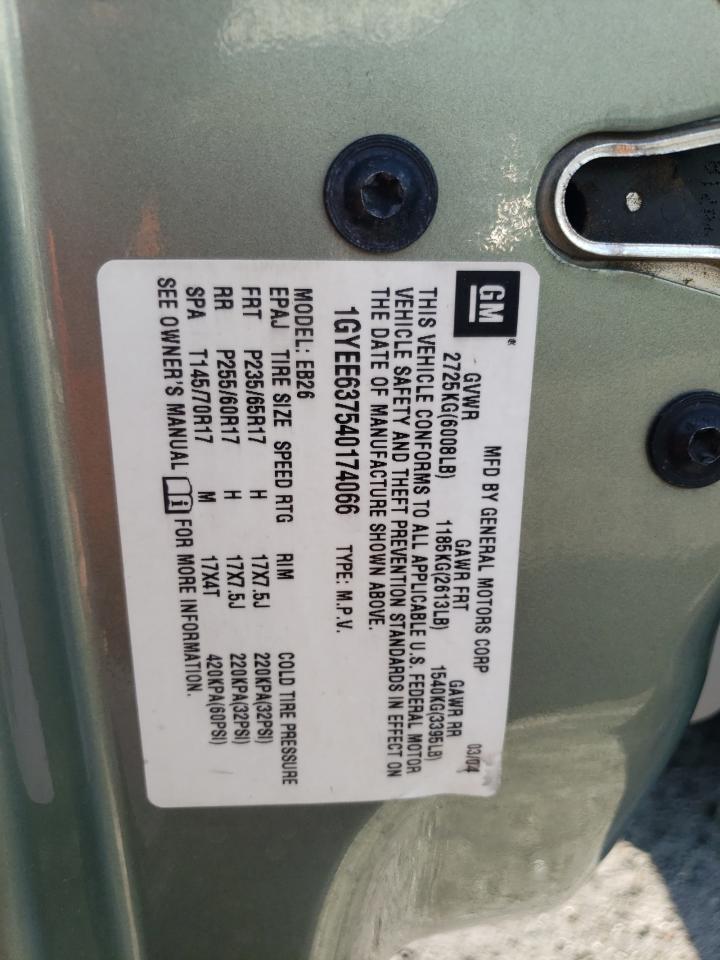 GM
MFD BY GENERAL MOTORS CORP 03/04
GVWR GAWR FRT GAWR RR
2725KG(6008LB) 1185KG(2613LB) 1540KG(3395LB)
THIS VEHICLE CONFORMS TO ALL APPLICABLE U.S. FEDERAL MOTOR
VEHICLE SAFETY AND THEFT PREVENTION STANDARDS IN EFFECT ON
THE DATE OF MANUFACTURE SHOWN ABOVE.
1GYEE637540174066 TYPE: M.P.V.
MODEL: EB26
EPAJ TIRE SIZE SPEED RTG RIM COLD TIRE PRESSURE
FRT P235/65R17 H 17X7.5J 220KPA(32PSI)
RR P255/60R17 H 17X7.5J 220KPA(32PSI)
SPA T145/70R17 M 17X4T 420KPA(60PSI)
SEE OWNER'S MANUAL i FOR MORE INFORMATION.